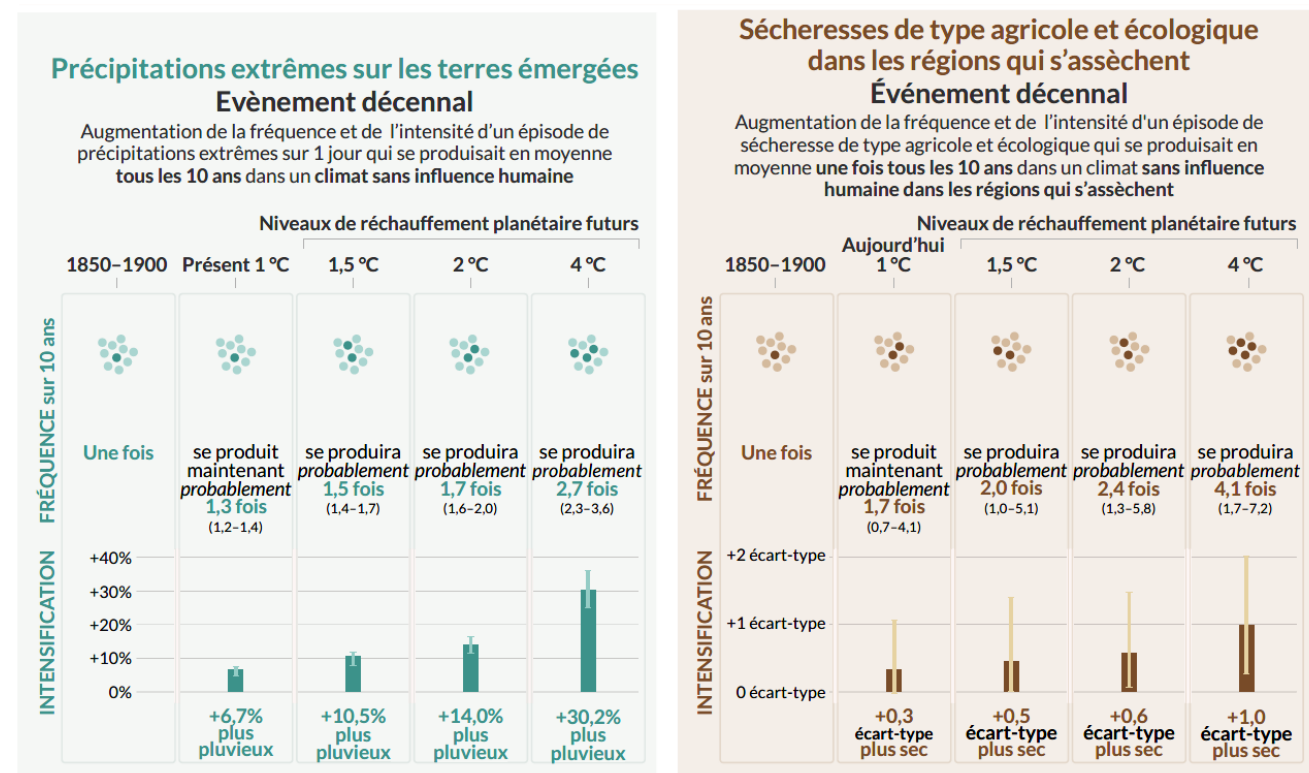 Précipitations extrêmes sur les terres émergées
Evènement décennal
Augmentation de la fréquence et de l’intensité d’un épisode de
précipitations extrêmes sur 1 jour qui se produisait en moyenne
tous les 10 ans dans un climat sans influence humaine
Niveaux de réchauffement planétaire futurs
1850–1900 Présent 1 °C 1,5 °C 2 °C 4 °C
FRÉQUENCE sur 10 ans
Une fois
se produit
maintenant
probablement
1,3 fois
(1,2–1,4)
se produira
probablement
1,5 fois
(1,4–1,7)
se produira
probablement
1,7 fois
(1,6–2,0)
se produira
probablement
2,7 fois
(2,3–3,6)
INTENSIFICATION
+40%
+30%
+20%
+10%
0%
+6,7%
plus
pluvieux
+10,5%
plus
pluvieux
+14,0%
plus
pluvieux
+30,2%
plus
pluvieux
Sécheresses de type agricole et écologique
dans les régions qui s’assèchent
Événement décennal
Augmentation de la fréquence et de l’intensité d'un épisode de
sécheresse de type agricole et écologique qui se produisait en
moyenne une fois tous les 10 ans dans un climat sans influence
humaine dans les régions qui s’assèchent
Niveaux de réchauffement planétaire futurs
Aujourd’hui
1850–1900 1 °C 1,5 °C 2 °C 4 °C
FRÉQUENCE sur 10 ans
Une fois
se produit
maintenant
probablement
1,7 fois
(0,7–4,1)
se produira
probablement
2,0 fois
(1,0–5,1)
se produira
probablement
2,4 fois
(1,3–5,8)
se produira
probablement
4,1 fois
(1,7–7,2)
INTENSIFICATION
+2 écart-type
+1 écart-type
0 écart-type
+0,3
écart-type
plus sec
+0,5
écart-type
plus sec
+0,6
écart-type
plus sec
+1,0
écart-type
plus sec